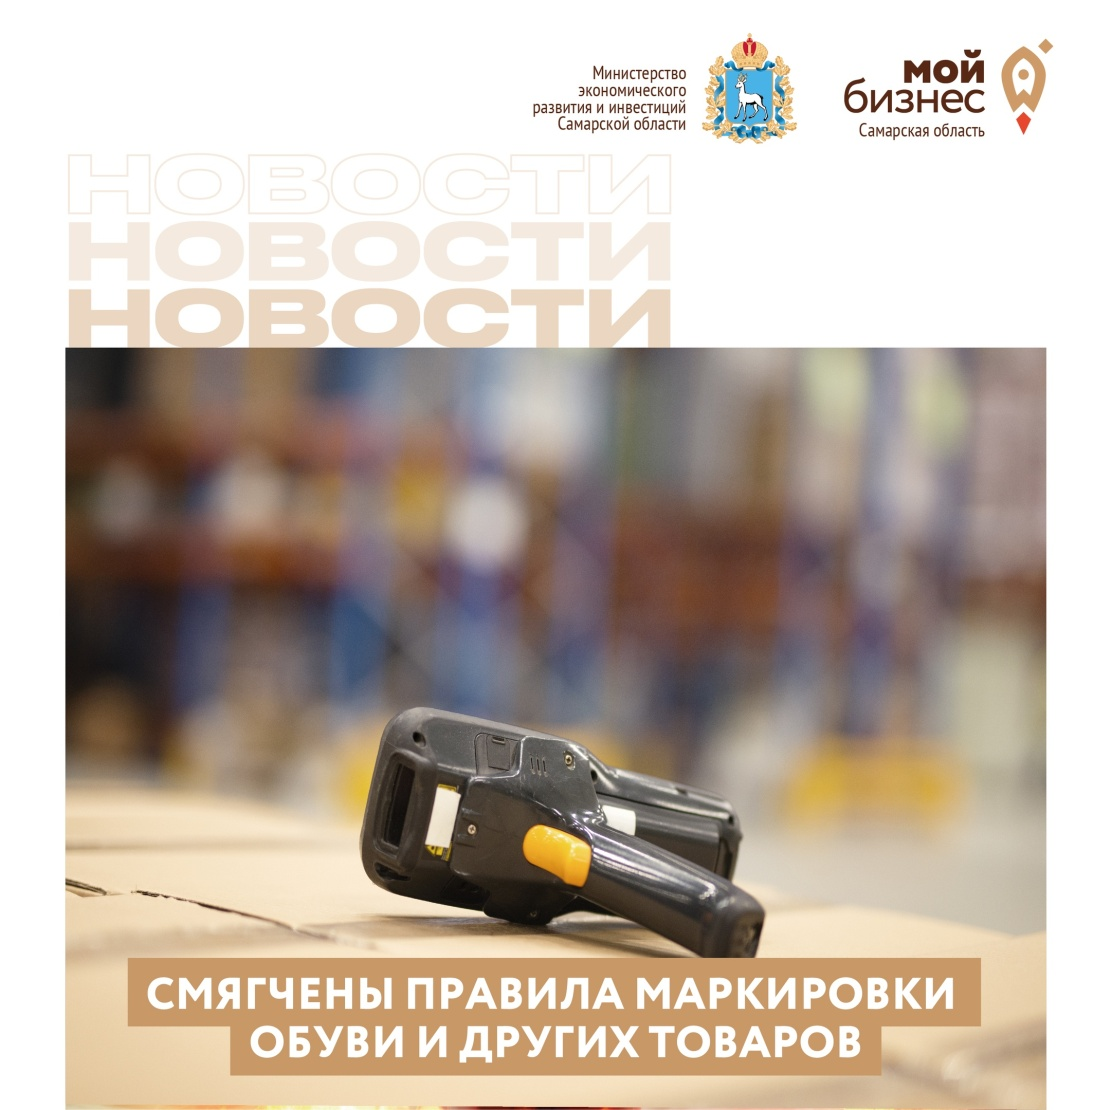 Министерство
экономического
развития и инвестиций
Самарской области
мой
бизнес
Самарская область
НОВОСТИ
НОВОСТИ
НОВОСТИ
СМЯГЧЕНЫ ПРАВИЛА МАРКИРОВКИ
ОБУВИ И ДРУГИХ ТОВАРОВ